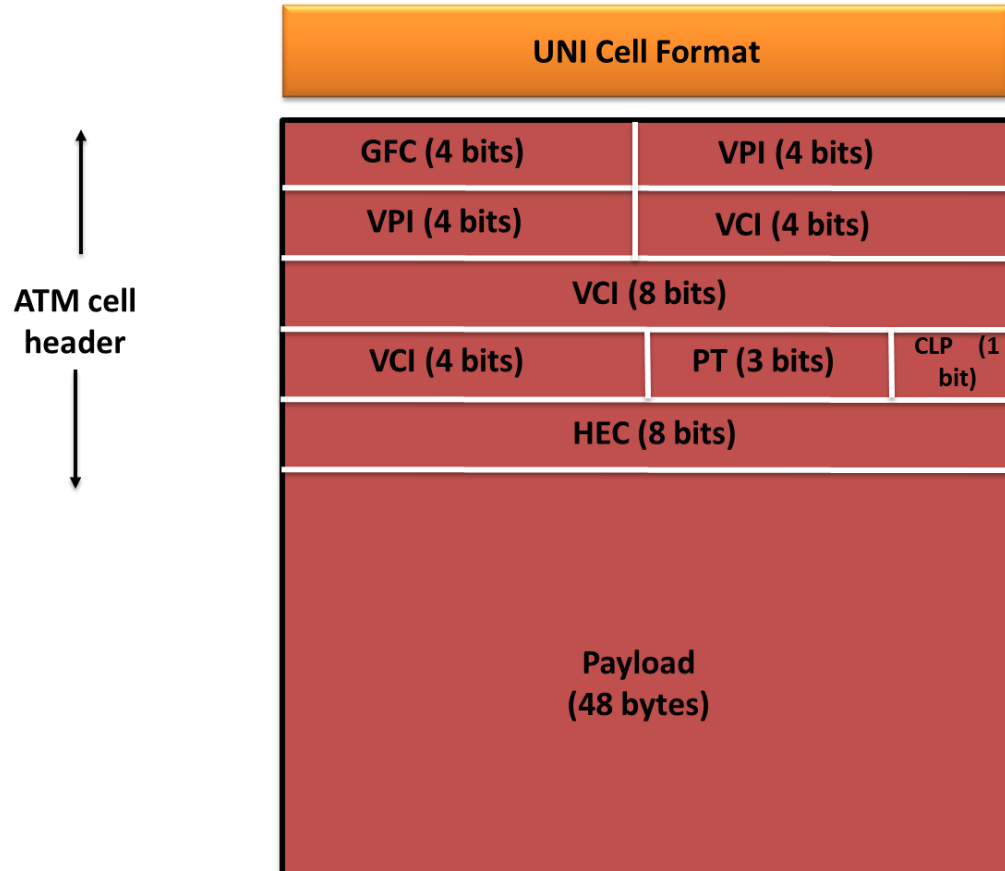 UNI Cell Format
GFC (4 bits)
VPI (4 bits)
VPI (4 bits)
VCI (4 bits)
VCI (8 bits)
ATM cell
header
VCI (4 bits)
PT (3 bits)
CLP (1
bit)
HEC (8 bits)
Payload
(48 bytes)